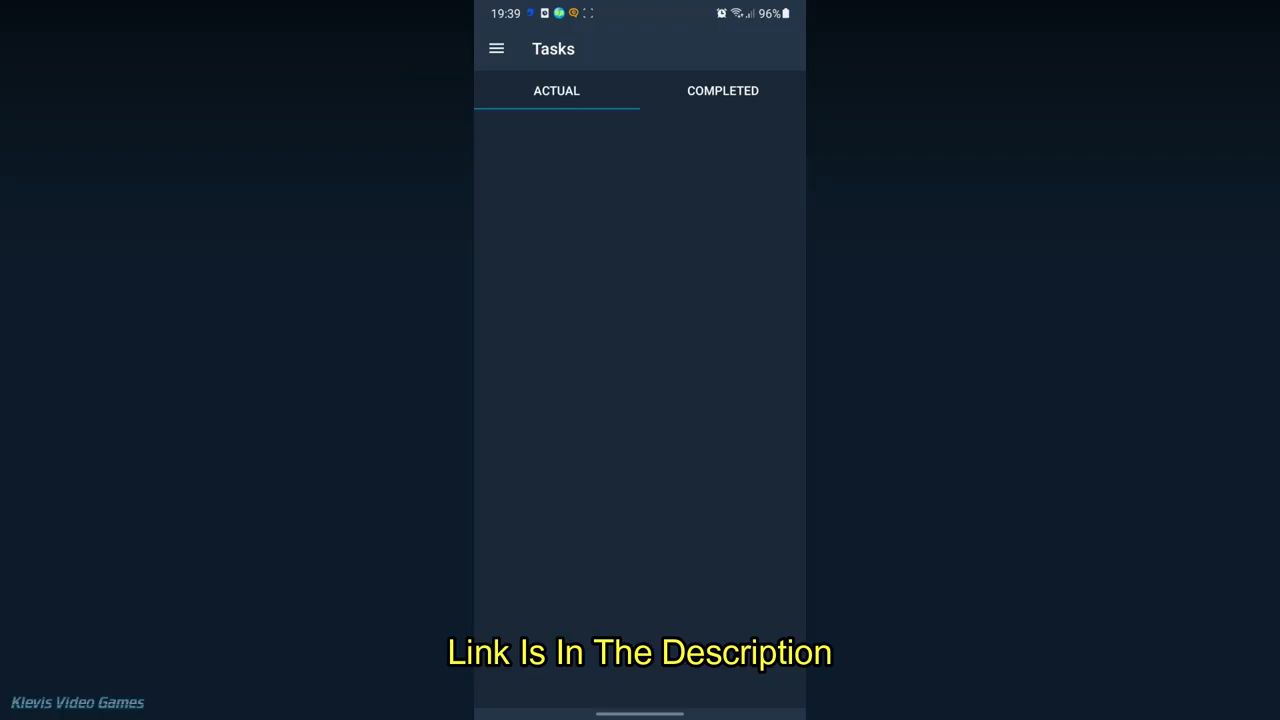 19:39
96%
Tasks
ACTUAL
COMPLETED
Link Is In The Description
Klevis Video Games